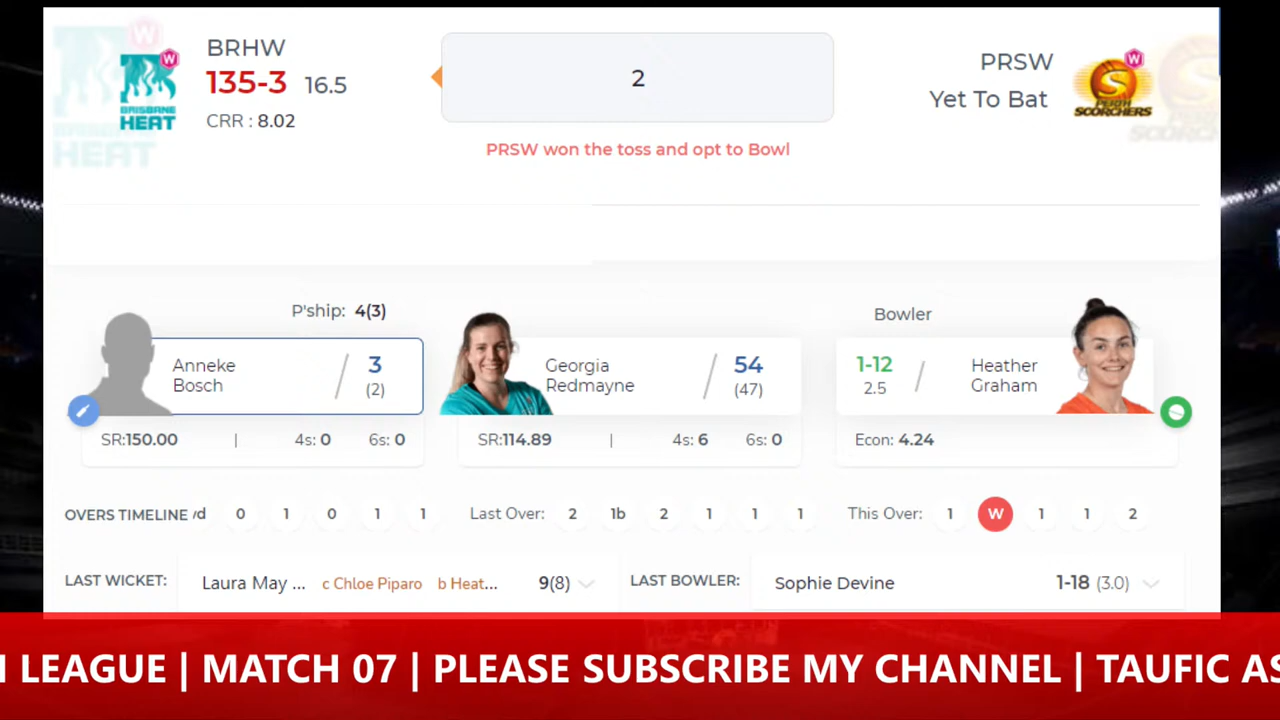 BRHW
135-3 16.5
CRR : 8.02
BRISBANE
HEAT
2
PRSW won the toss and opt to Bowl
PRSW
Yet To Bat
PERTH
SCORCHERS
P'ship: 4(3)
Bowler
Anneke
Bosch
3
(2)
SR:150.00 | 4s: 0 6s: 0
Georgia
Redmayne
54
(47)
SR:114.89 | 4s: 6 6s: 0
1-12
2.5
Heather
Graham
Econ: 4.24
OVERS TIMELINE 0 1 0 1 1 Last Over: 2 1b 2 1 1 1 This Over: 1 W 1 1 2
LAST WICKET: Laura May ... c Chloe Piparo b Heat... 9(8) LAST BOWLER: Sophie Devine 1-18 (3.0)
LEAGUE | MATCH 07 | PLEASE SUBSCRIBE MY CHANNEL | TAUFIC AS